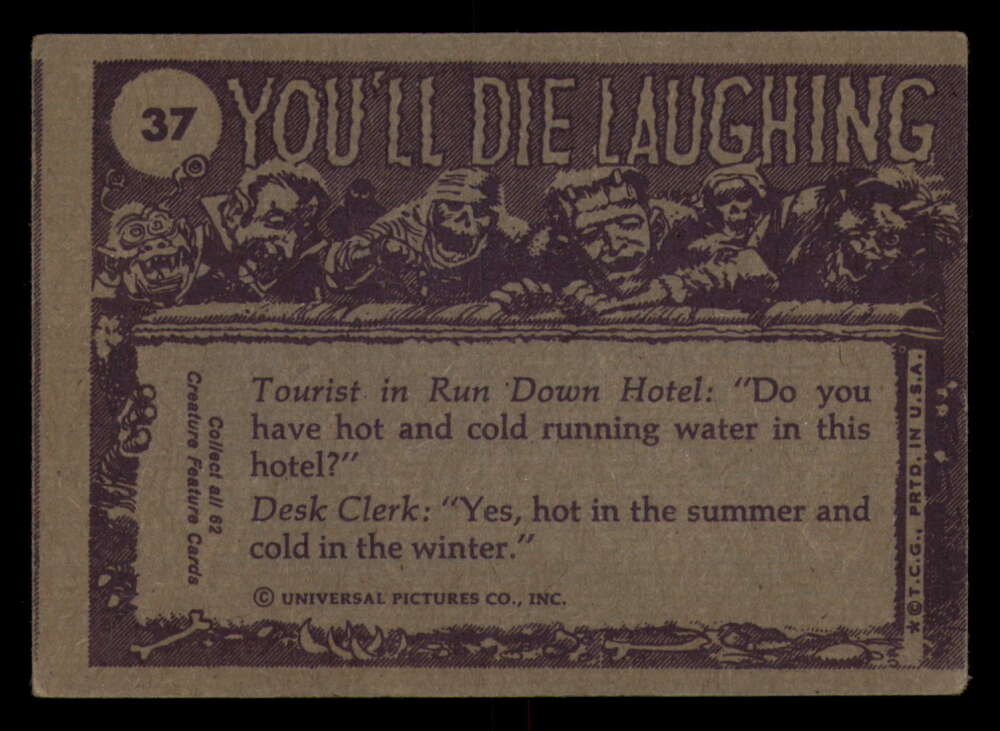 37
YOU'LL DIE LAUGHING
Tourist in Run Down Hotel: "Do you
have hot and cold running water in this
hotel?"
Desk Clerk: "Yes, hot in the summer and
cold in the winter."
© UNIVERSAL PICTURES CO., INC.
Collect all 62
Creature Feature Cards
*©T.C.G., PRTD. IN U.S.A.